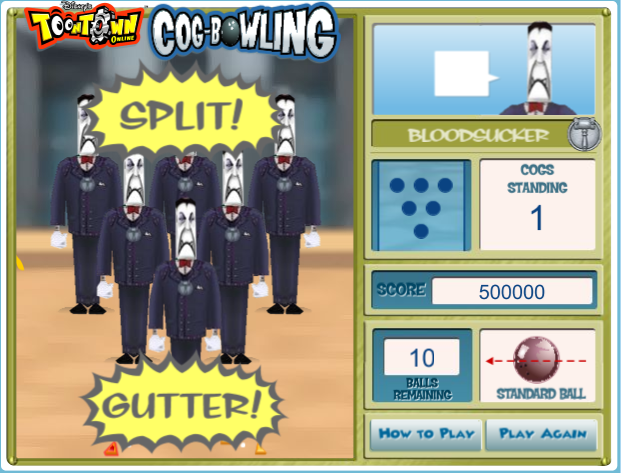 Disney's
TOONTOWN
ONLINE
COG-BOWLING
SPLIT!
GUTTER!
BLOODSUCKER
COGS
STANDING
1
SCORE 500000
10
BALLS
REMAINING
STANDARD BALL
HOW TO PLAY
PLAY AGAIN